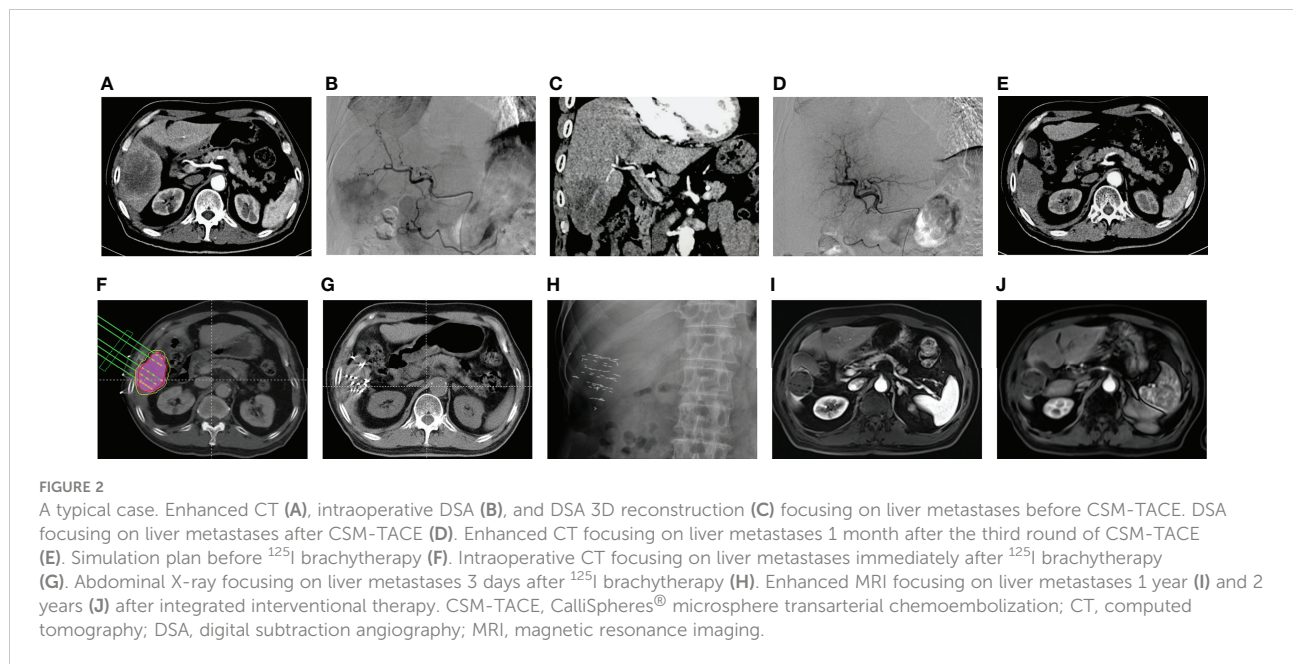 A
B
C
D
E
F
G
H
I
J
FIGURE 2
A typical case. Enhanced CT (A), intraoperative DSA (B), and DSA 3D reconstruction (C) focusing on liver metastases before CSM-TACE. DSA
focusing on liver metastases after CSM-TACE (D). Enhanced CT focusing on liver metastases 1 month after the third round of CSM-TACE
(E). Simulation plan before ¹²⁵I brachytherapy (F). Intraoperative CT focusing on liver metastases immediately after ¹²⁵I brachytherapy
(G). Abdominal X-ray focusing on liver metastases 3 days after ¹²⁵I brachytherapy (H). Enhanced MRI focusing on liver metastases 1 year (I) and 2
years (J) after integrated interventional therapy. CSM-TACE, CalliSpheres® microsphere transarterial chemoembolization; CT, computed
tomography; DSA, digital subtraction angiography; MRI, magnetic resonance imaging.